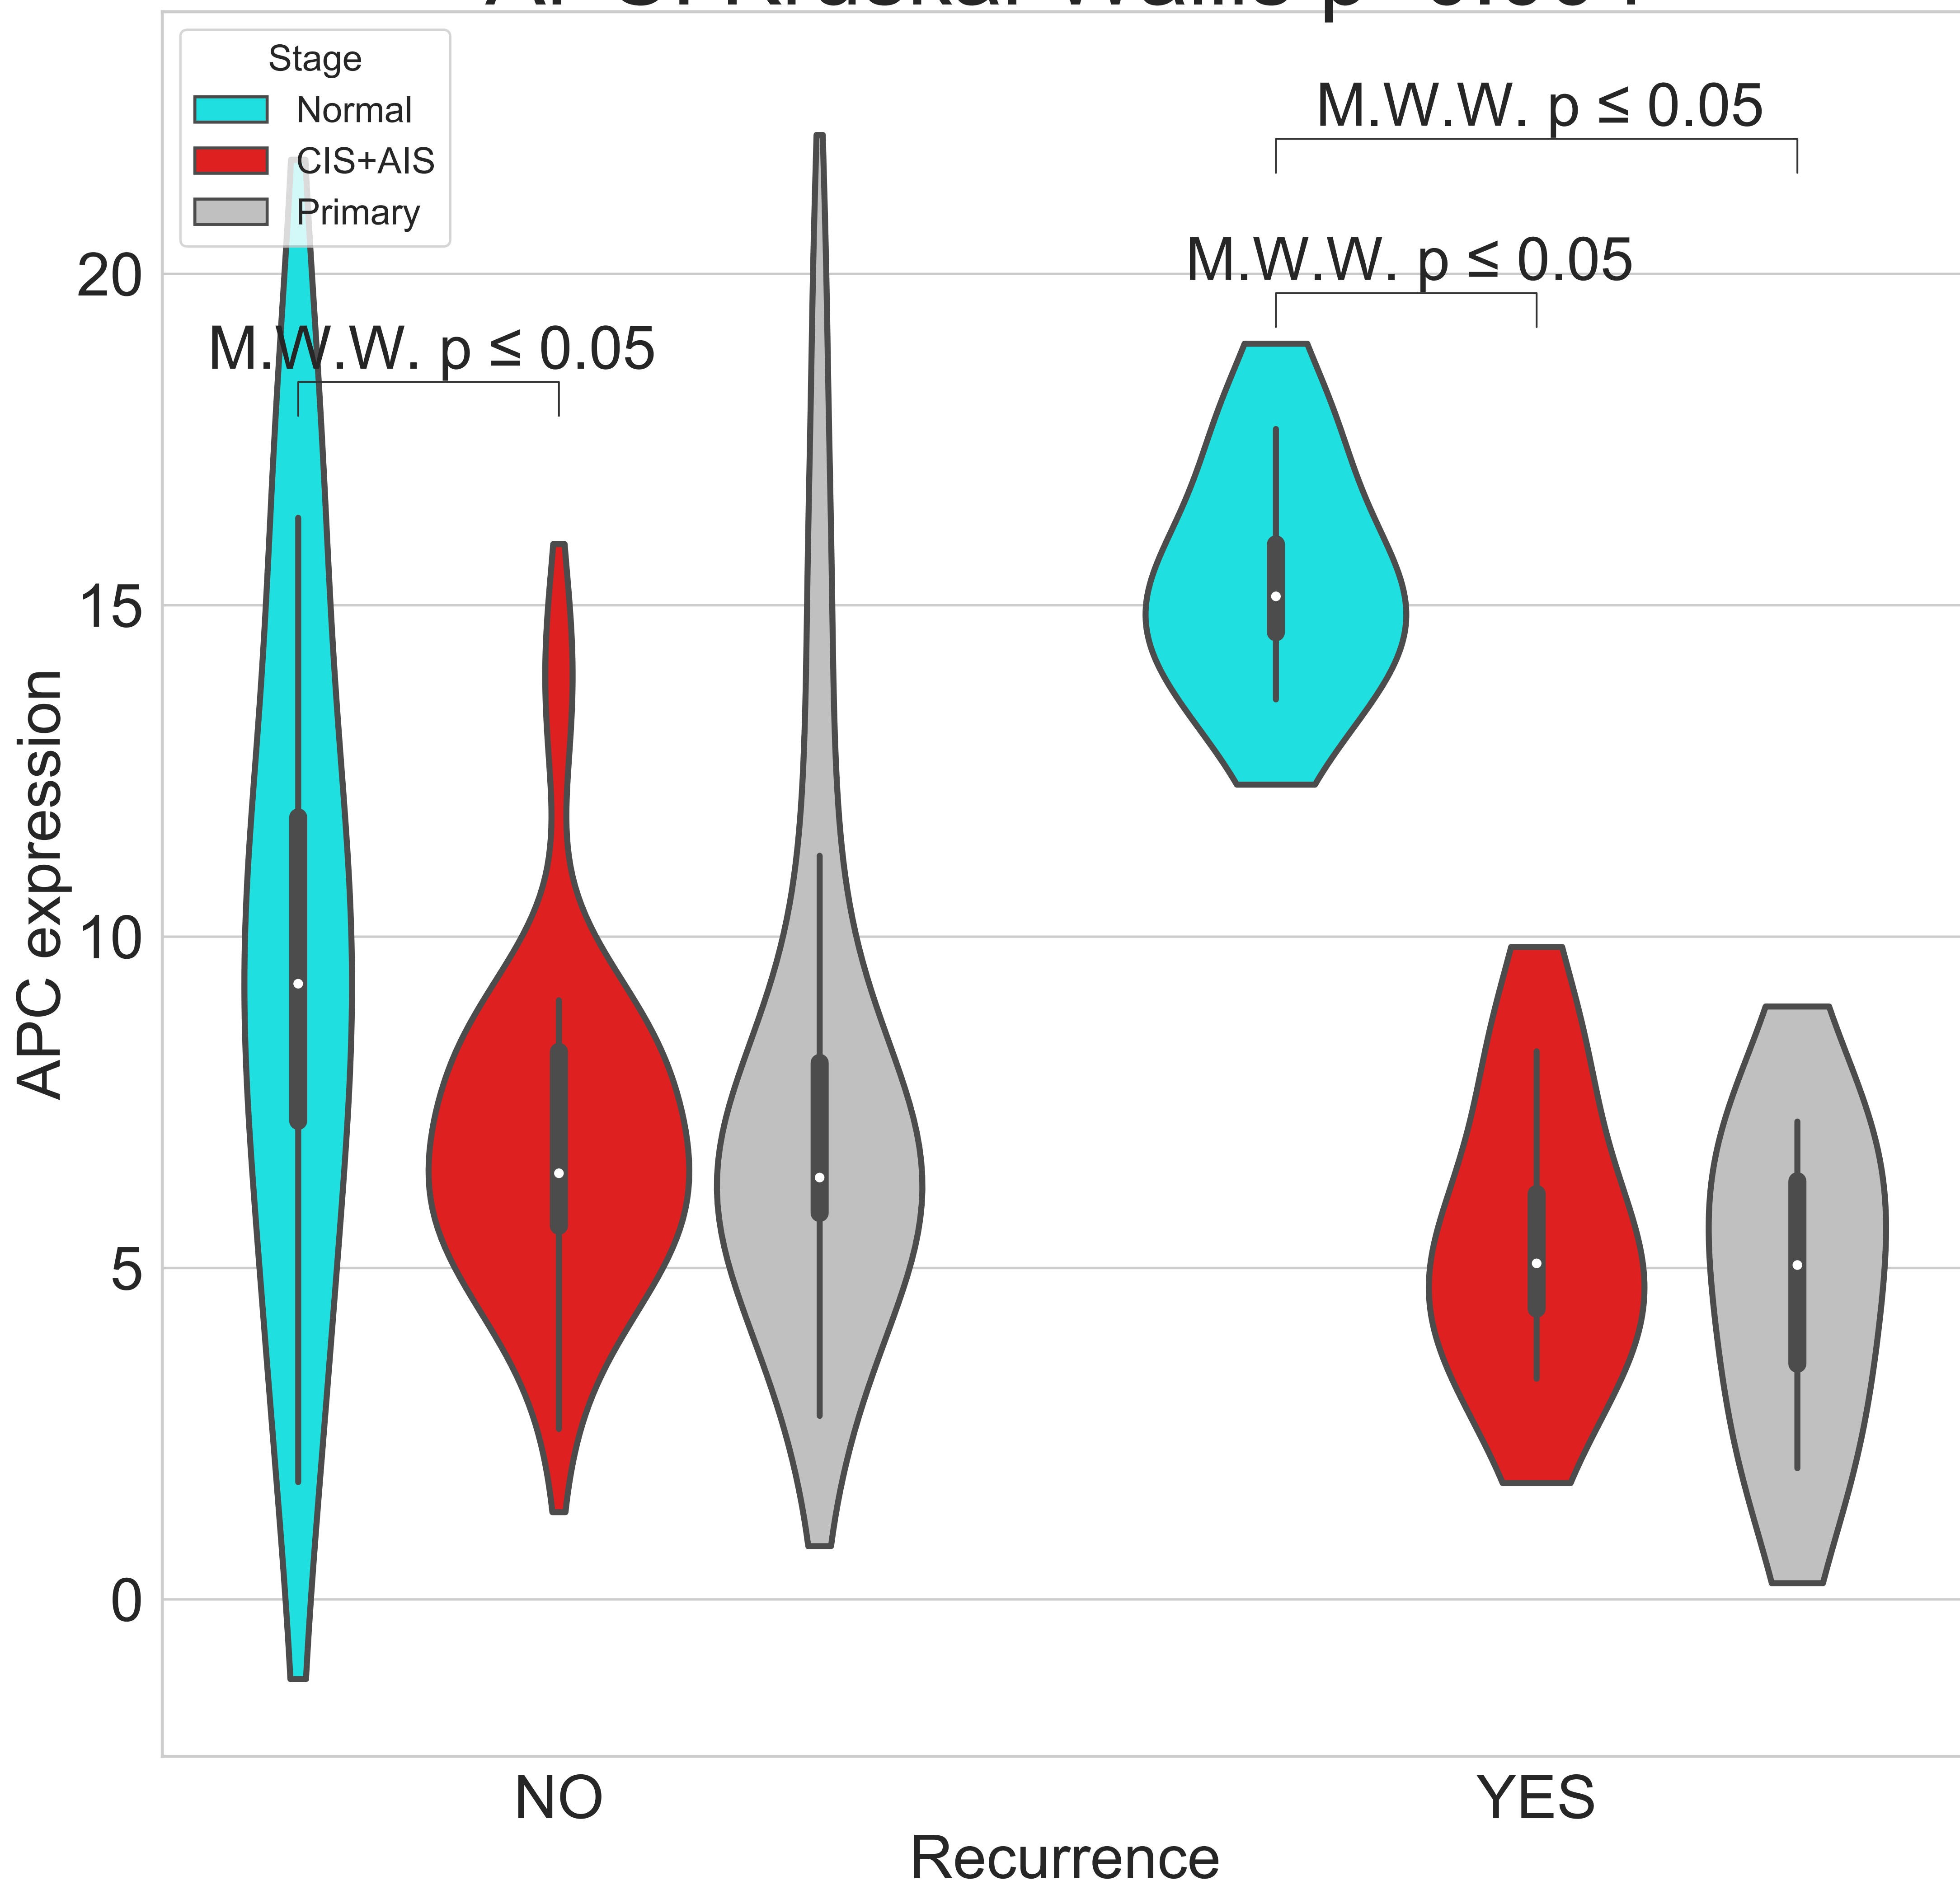 Stage
Normal
CIS+AIS
Primary
M.W.W. p ≤ 0.05
M.W.W. p ≤ 0.05
M.W.W. p ≤ 0.05
20
15
10
5
0
APC expression
NO
YES
Recurrence